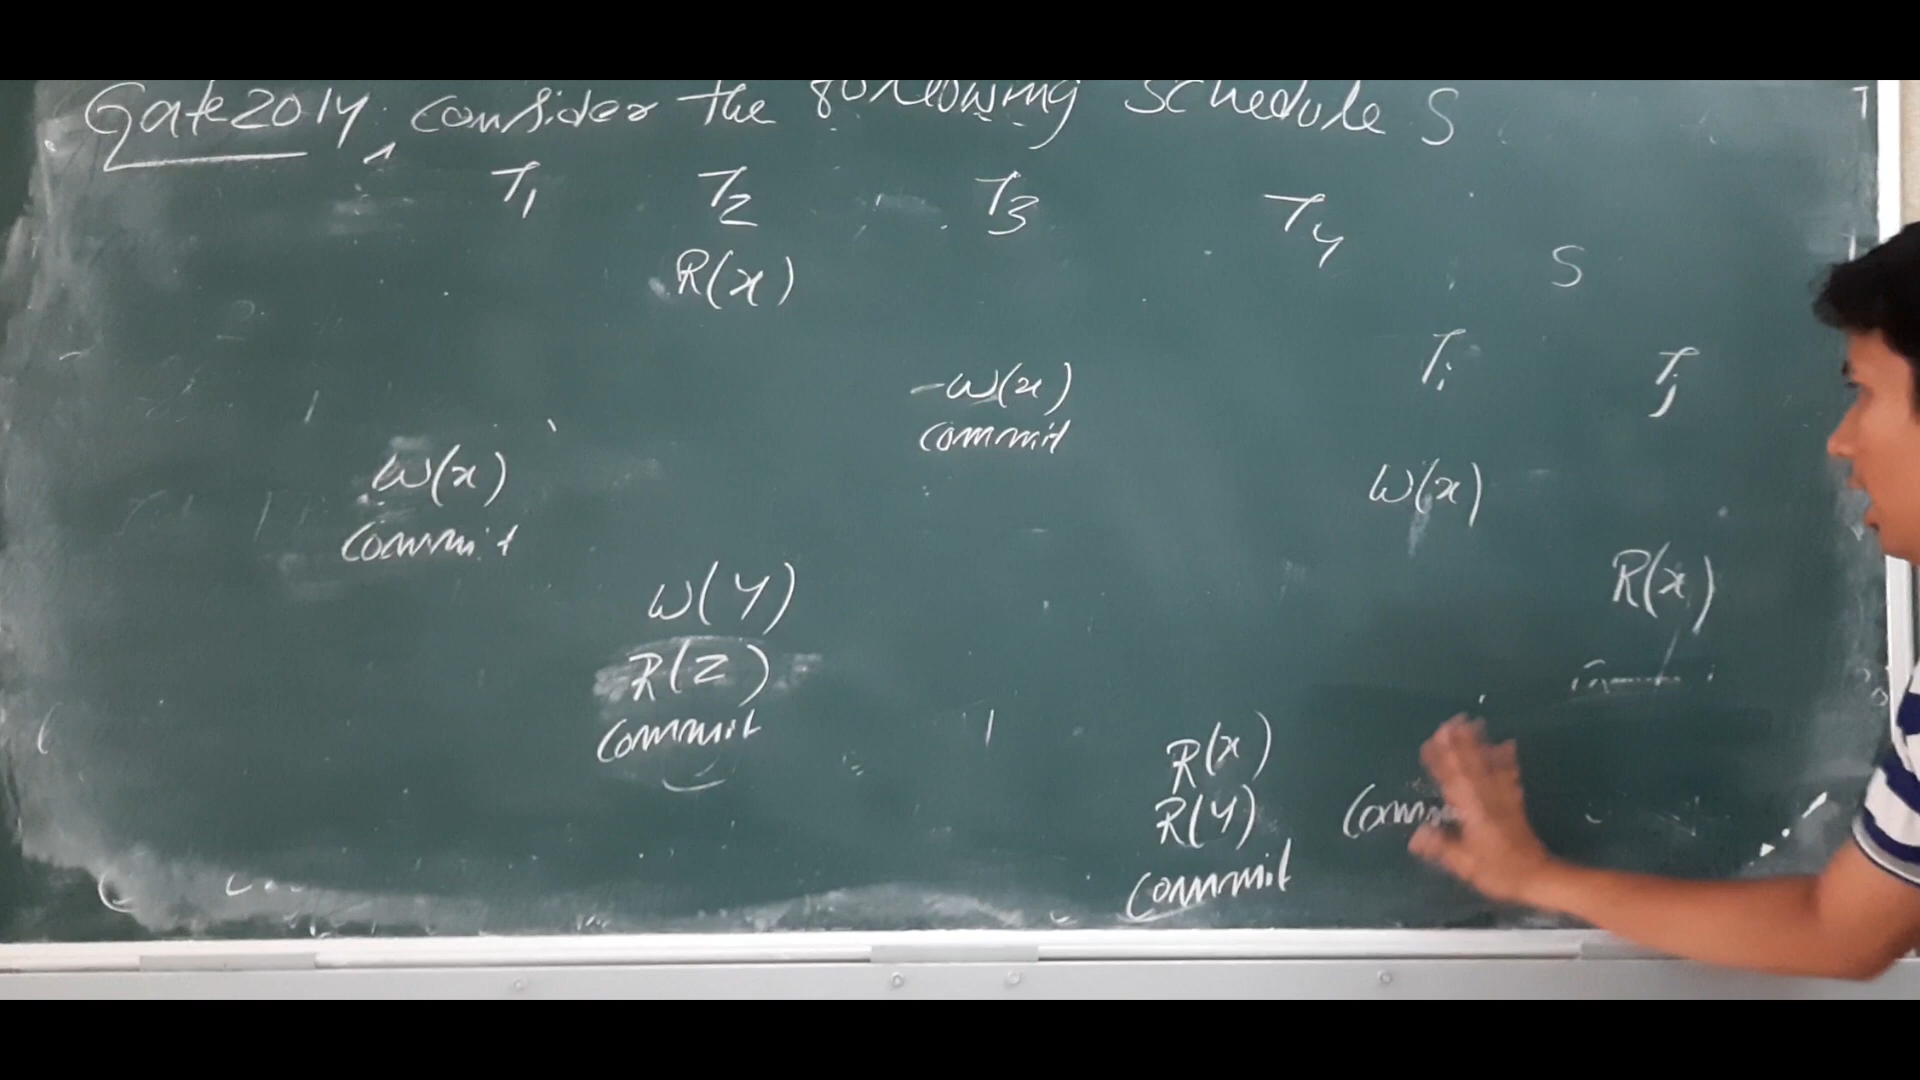 Gate2014. Consider the following Schedule S
T1 T2 T3 T4
R(x)
S
Ti Tj
-W(x)
commit
W(x)
commit
W(x)
W(Y)
R(x)
R(Z)
commit
R(x)
R(Y)
commit